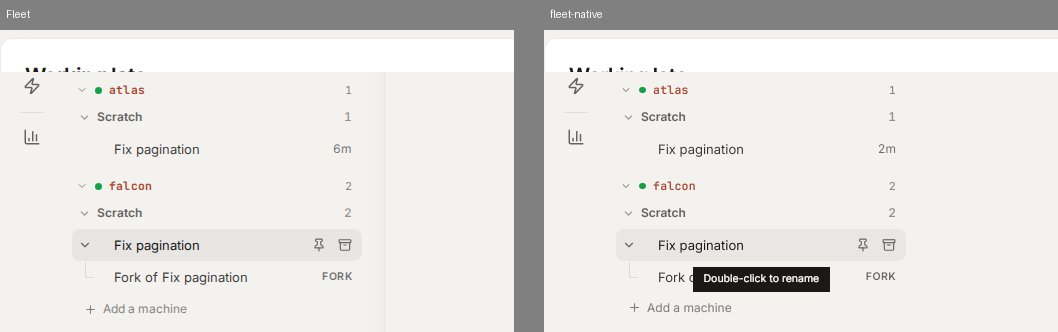 Fleet
atlas 1
Scratch 1
Fix pagination 6m
falcon 2
Scratch 2
Fix pagination
Fork of Fix pagination FORK
Add a machine
fleet-native
atlas 1
Scratch 1
Fix pagination 2m
falcon 2
Scratch 2
Fix pagination
Fork FORK
Double-click to rename
Add a machine